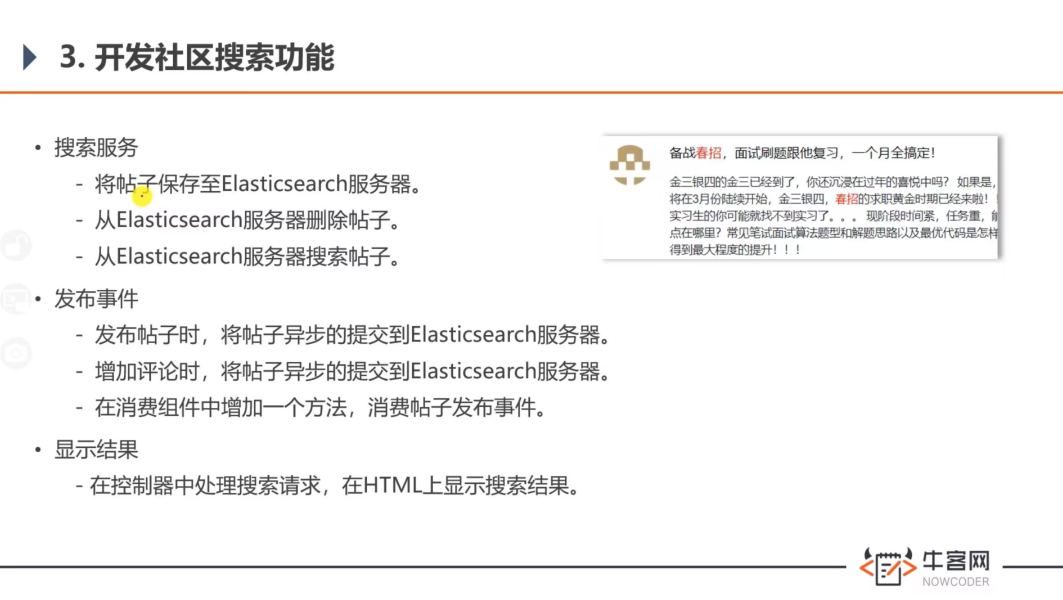 3. 开发社区搜索功能
• 搜索服务
- 将帖子保存至Elasticsearch服务器。
- 从Elasticsearch服务器删除帖子。
- 从Elasticsearch服务器搜索帖子。
• 发布事件
- 发布帖子时，将帖子异步的提交到Elasticsearch服务器。
- 增加评论时，将帖子异步的提交到Elasticsearch服务器。
- 在消费组件中增加一个方法，消费帖子发布事件。
• 显示结果
- 在控制器中处理搜索请求，在HTML上显示搜索结果。
备战春招，面试刷题跟他复习，一个月全搞定！
金三银四的金三已经到了，你还沉浸在过年的喜悦中吗？ 如果是，
将在3月份陆续开始，金三银四，春招的求职黄金时期已经来啦！
实习生的你可能就找不到实习了。。。 现阶段时间紧，任务重，能
点在哪里？常见笔试面试算法题型和解题思路以及最优代码是怎样
得到最大程度的提升！！！
牛客网
NOWCODER